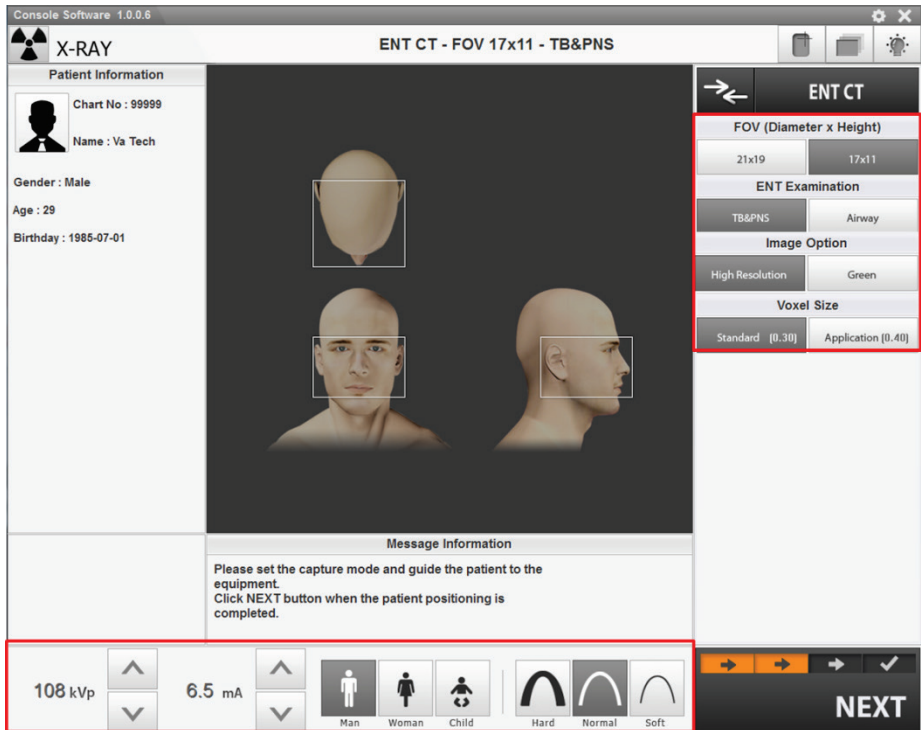 Console Software 1.0.0.6
X-RAY
ENT CT - FOV 17x11 - TB&PNS
Patient Information
Chart No : 99999
Name : Va Tech
Gender : Male
Age : 29
Birthday : 1985-07-01
ENT CT
FOV (Diameter x Height)
21x19 17x11
ENT Examination
TB&PNS Airway
Image Option
High Resolution Green
Voxel Size
Standard [0.30] Application [0.40]
Message Information
Please set the capture mode and guide the patient to the
equipment.
Click NEXT button when the patient positioning is
completed.
108 kVp 6.5 mA
Man Woman Child Hard Normal Soft
NEXT